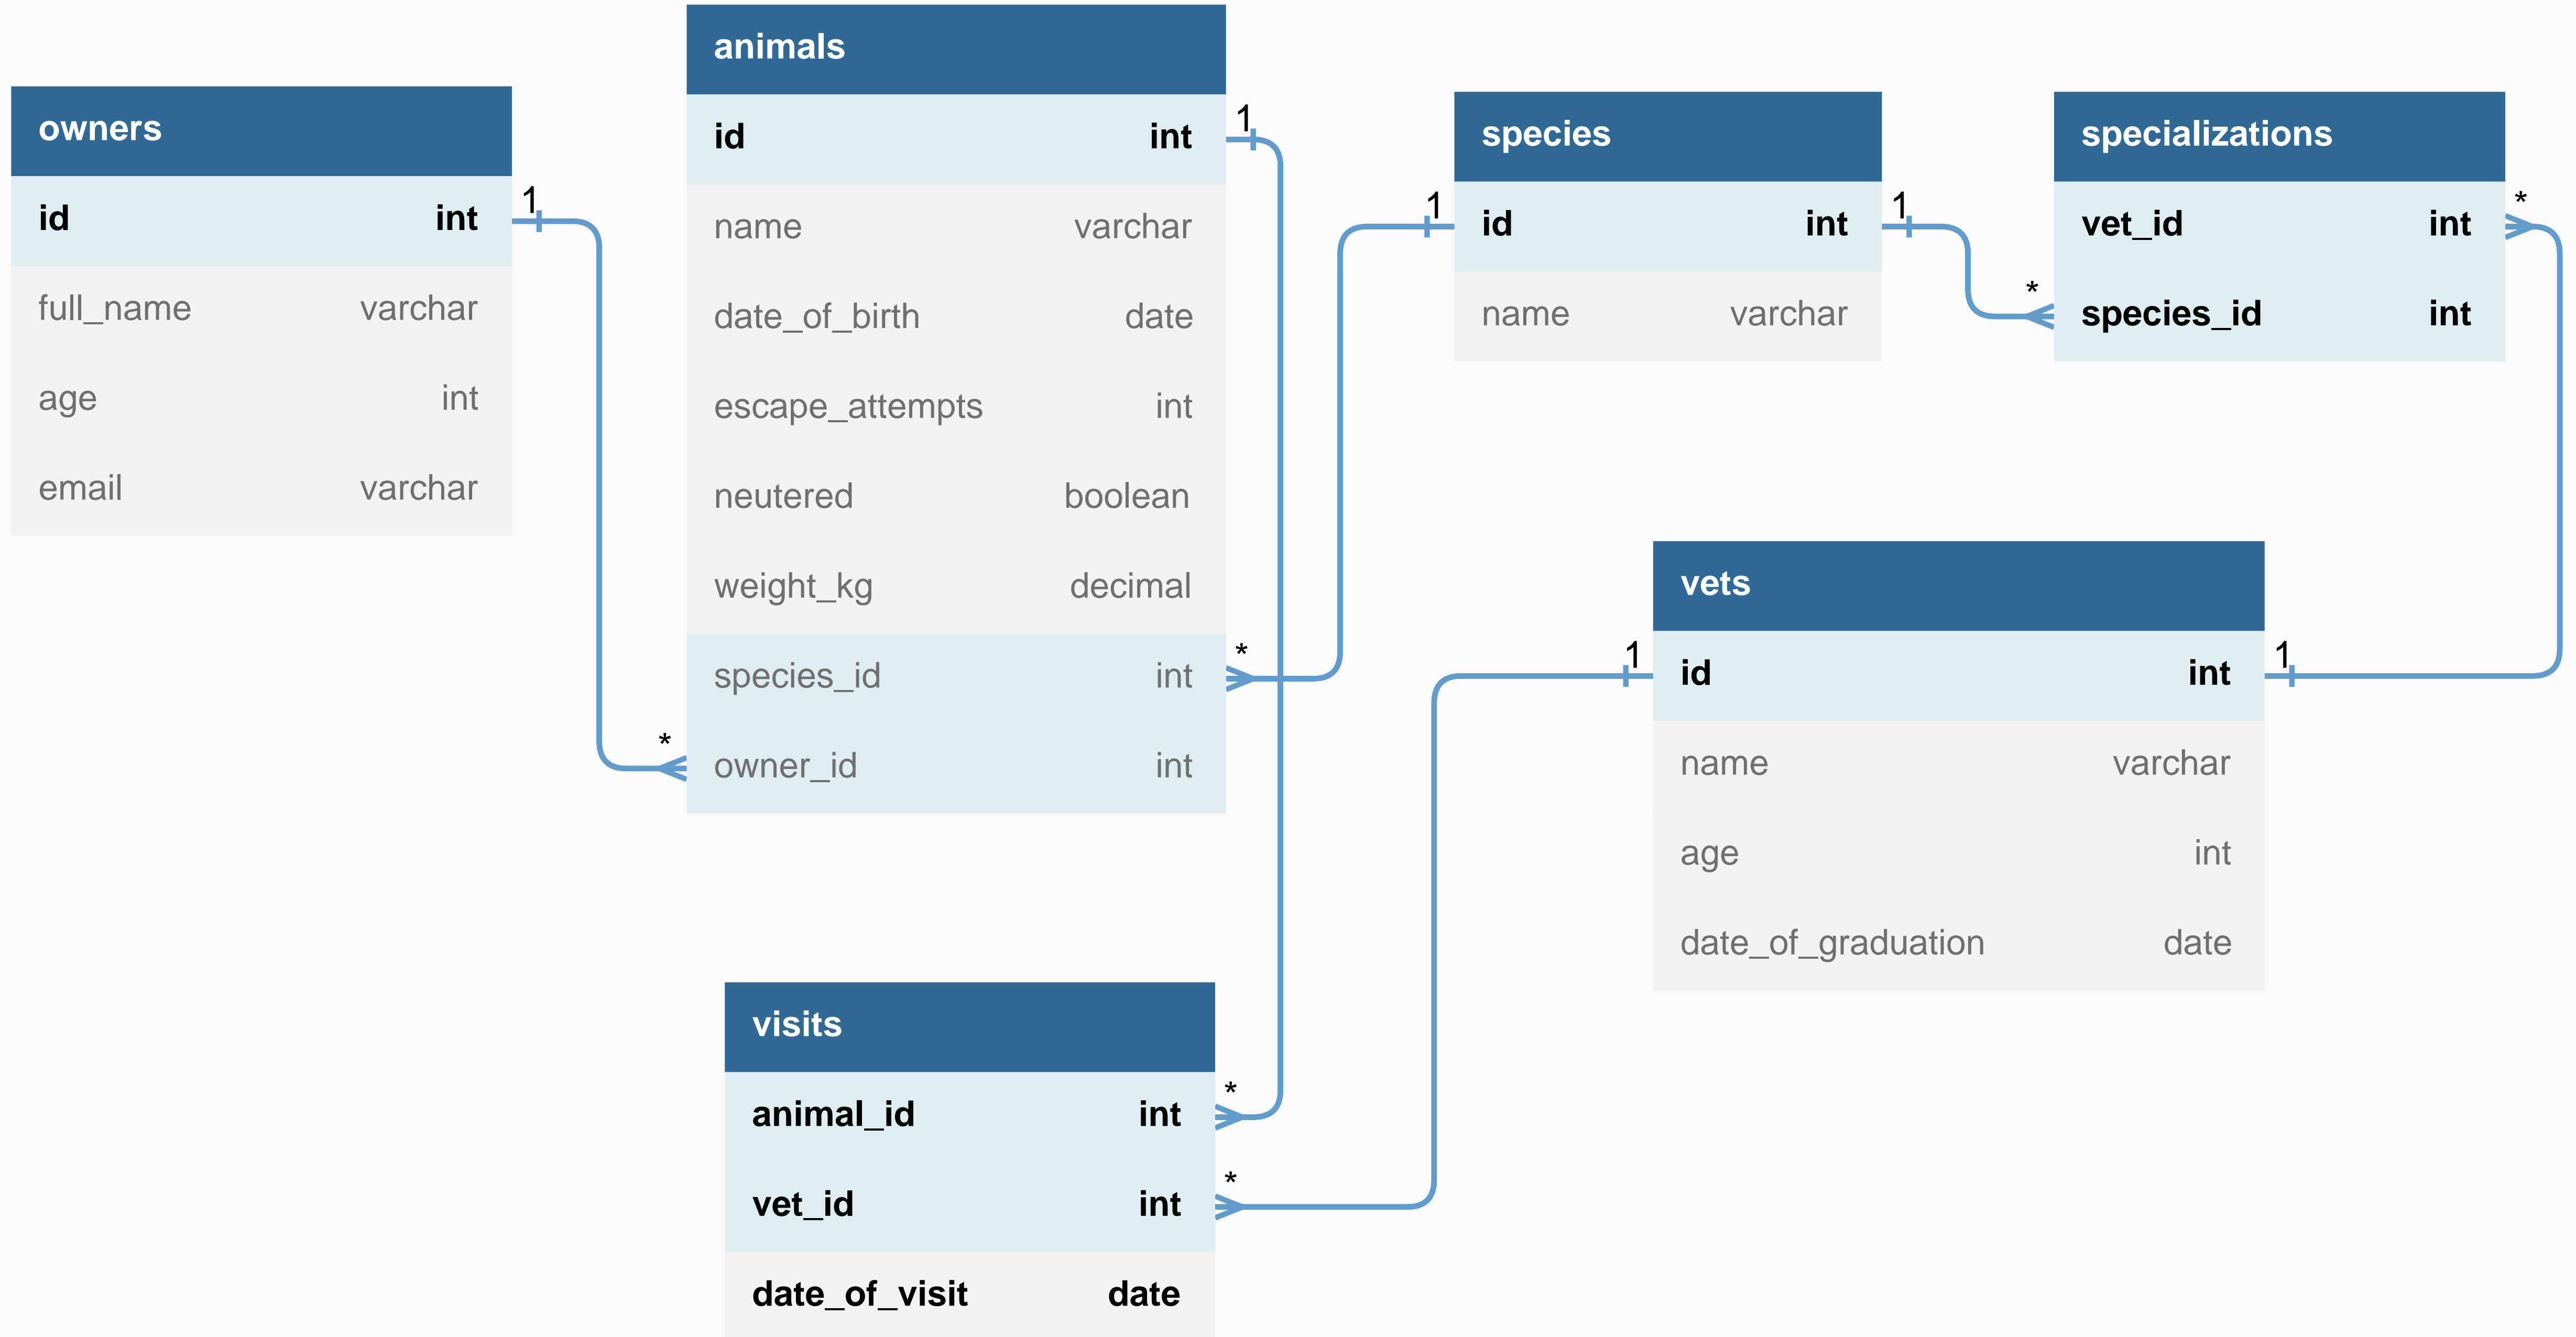 owners
id int
full_name varchar
age int
email varchar
animals
id int
name varchar
date_of_birth date
escape_attempts int
neutered boolean
weight_kg decimal
species_id int
owner_id int
species
id int
name varchar
specializations
vet_id int
species_id int
vets
id int
name varchar
age int
date_of_graduation date
visits
animal_id int
vet_id int
date_of_visit date
1
*
1
*
1
*
1
*
1
*
1
*